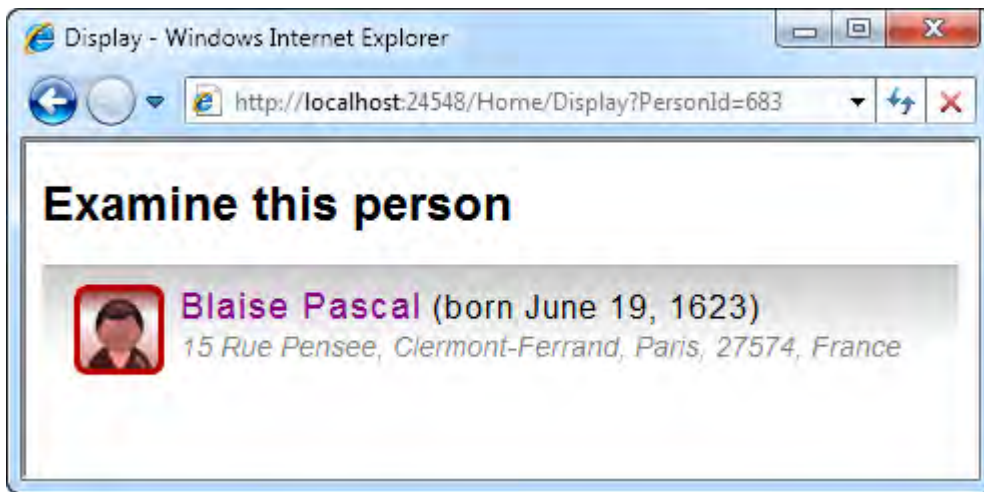 Display - Windows Internet Explorer
http://localhost:24548/Home/Display?PersonId=683
Examine this person
Blaise Pascal (born June 19, 1623)
15 Rue Pensee, Clermont-Ferrand, Paris, 27574, France